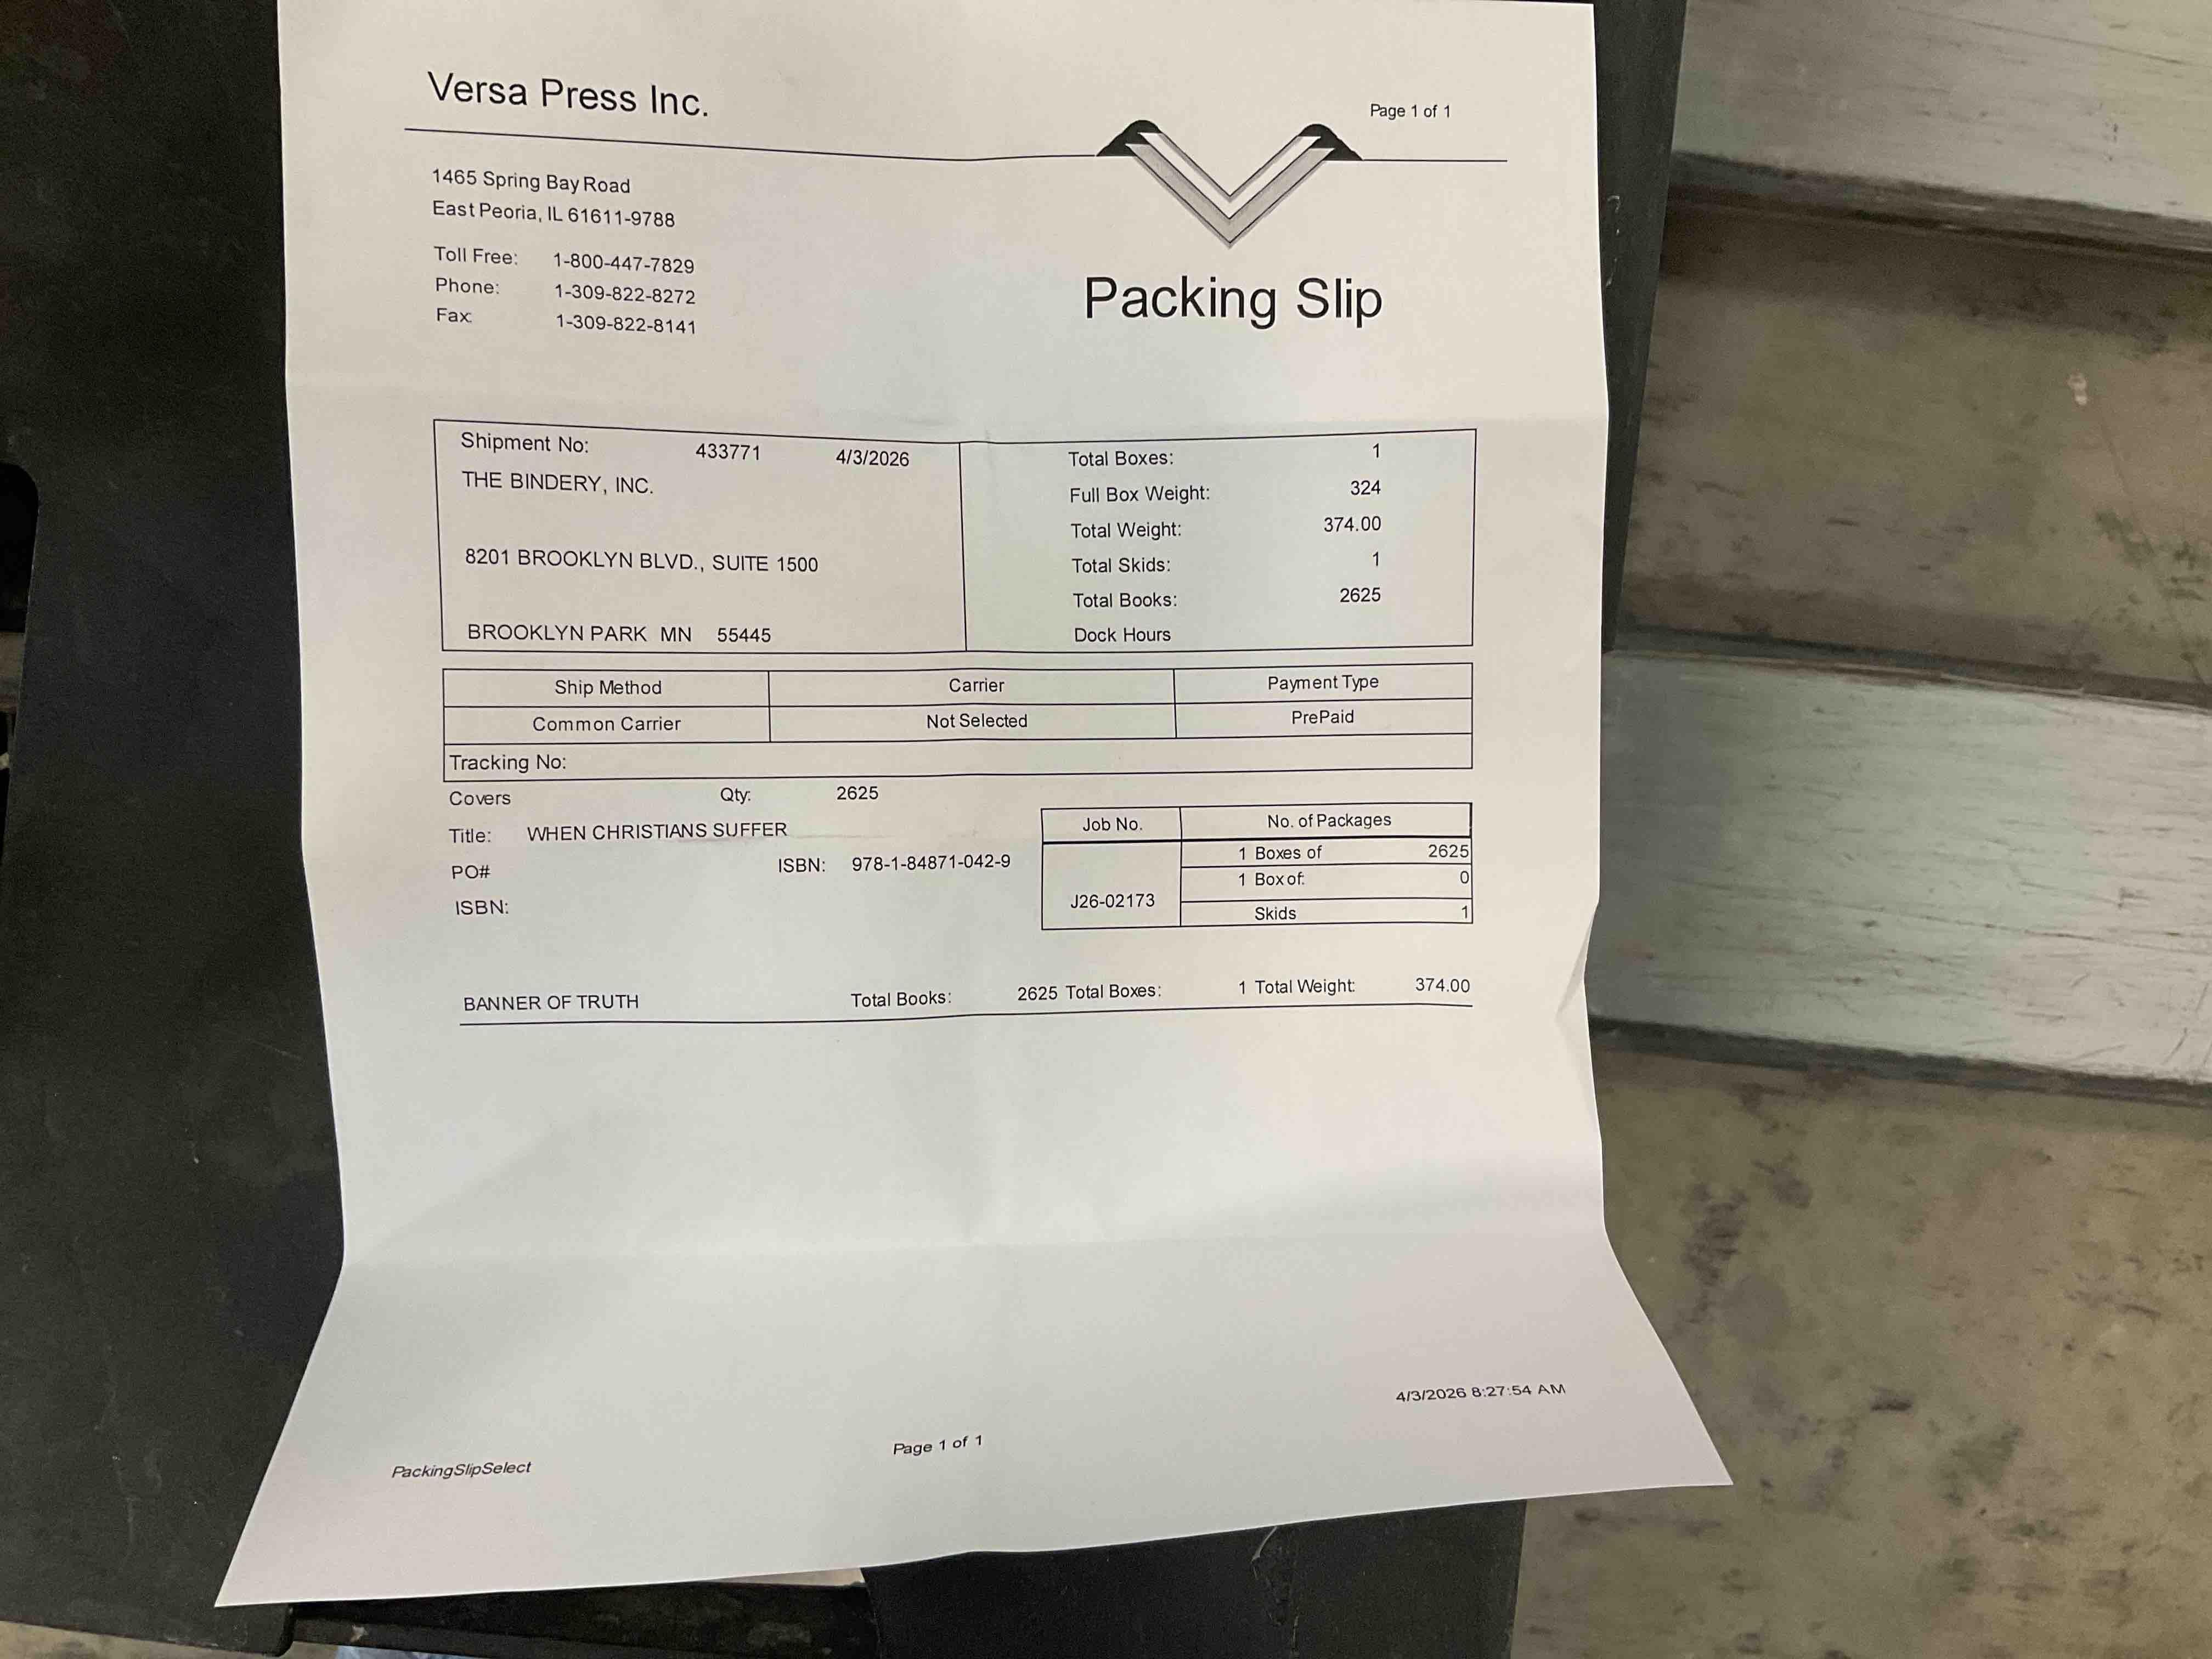 Versa Press Inc.
Page 1 of 1
1465 Spring Bay Road
East Peoria, IL 61611-9788
Toll Free: 1-800-447-7829
Phone: 1-309-822-8272
Fax: 1-309-822-8141
Packing Slip
Shipment No: 433771 4/3/2026
THE BINDERY, INC.
8201 BROOKLYN BLVD., SUITE 1500
BROOKLYN PARK MN 55445
Total Boxes: 1
Full Box Weight: 324
Total Weight: 374.00
Total Skids: 1
Total Books: 2625
Dock Hours
Ship Method Carrier Payment Type
Common Carrier Not Selected PrePaid
Tracking No:
Covers Qty: 2625
Title: WHEN CHRISTIANS SUFFER
PO# ISBN: 978-1-84871-042-9
ISBN:
Job No. No. of Packages
1 Boxes of 2625
1 Box of: 0
J26-02173
Skids 1
BANNER OF TRUTH Total Books: 2625 Total Boxes: 1 Total Weight: 374.00
4/3/2026 8:27:54 AM
Page 1 of 1
PackingSlipSelect